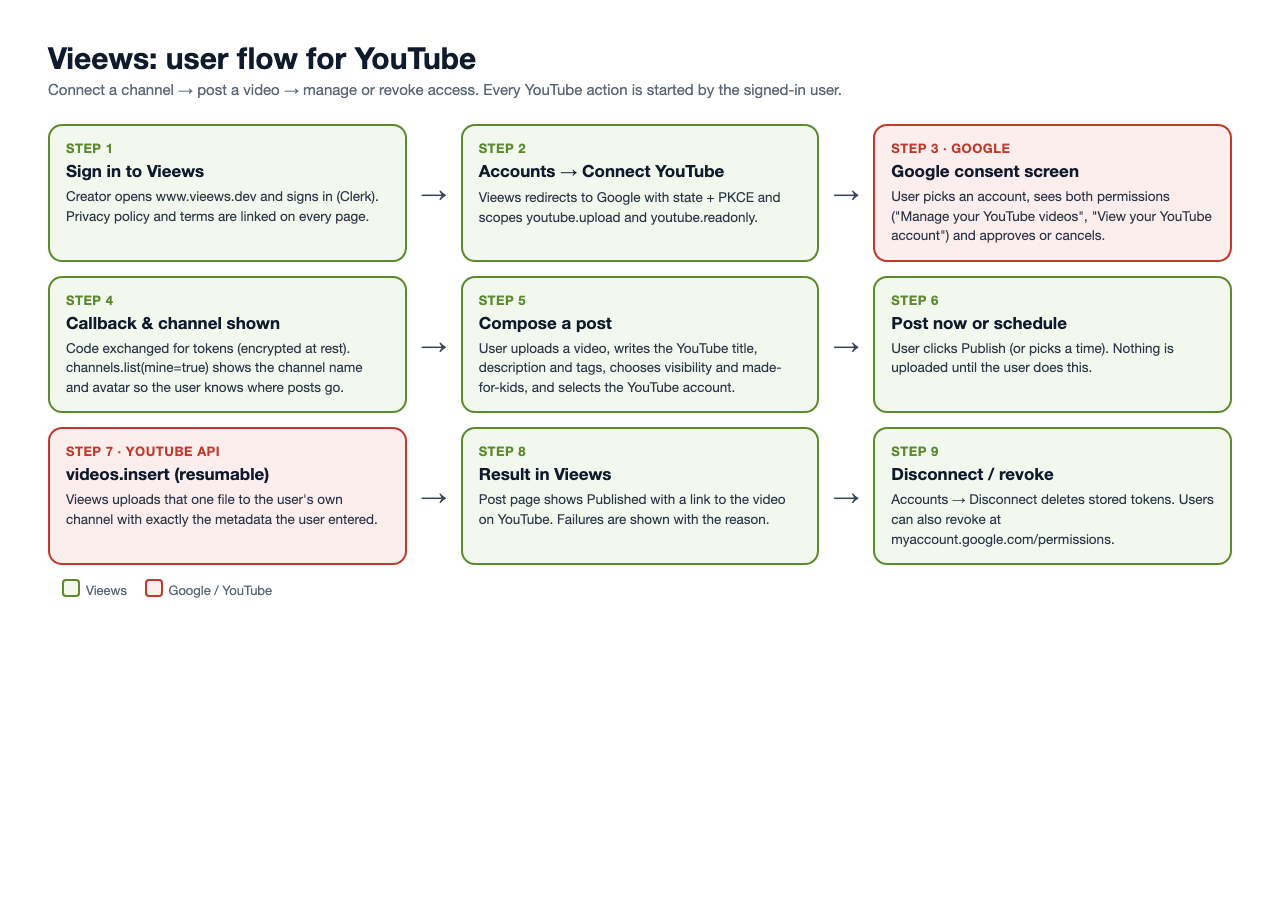 Vieews: user flow for YouTube
Connect a channel → post a video → manage or revoke access. Every YouTube action is started by the signed-in user.
STEP 1
Sign in to Vieews
Creator opens www.vieews.dev and signs in (Clerk).
Privacy policy and terms are linked on every page.
→
STEP 2
Accounts → Connect YouTube
Vieews redirects to Google with state + PKCE and
scopes youtube.upload and youtube.readonly.
→
STEP 3 · GOOGLE
Google consent screen
User picks an account, sees both permissions
("Manage your YouTube videos", "View your YouTube
account") and approves or cancels.
STEP 4
Callback & channel shown
Code exchanged for tokens (encrypted at rest).
channels.list(mine=true) shows the channel name
and avatar so the user knows where posts go.
→
STEP 5
Compose a post
User uploads a video, writes the YouTube title,
description and tags, chooses visibility and made-
for-kids, and selects the YouTube account.
→
STEP 6
Post now or schedule
User clicks Publish (or picks a time). Nothing is
uploaded until the user does this.
STEP 7 · YOUTUBE API
videos.insert (resumable)
Vieews uploads that one file to the user's own
channel with exactly the metadata the user entered.
→
STEP 8
Result in Vieews
Post page shows Published with a link to the video
on YouTube. Failures are shown with the reason.
→
STEP 9
Disconnect / revoke
Accounts → Disconnect deletes stored tokens. Users
can also revoke at
myaccount.google.com/permissions.
Vieews
Google / YouTube